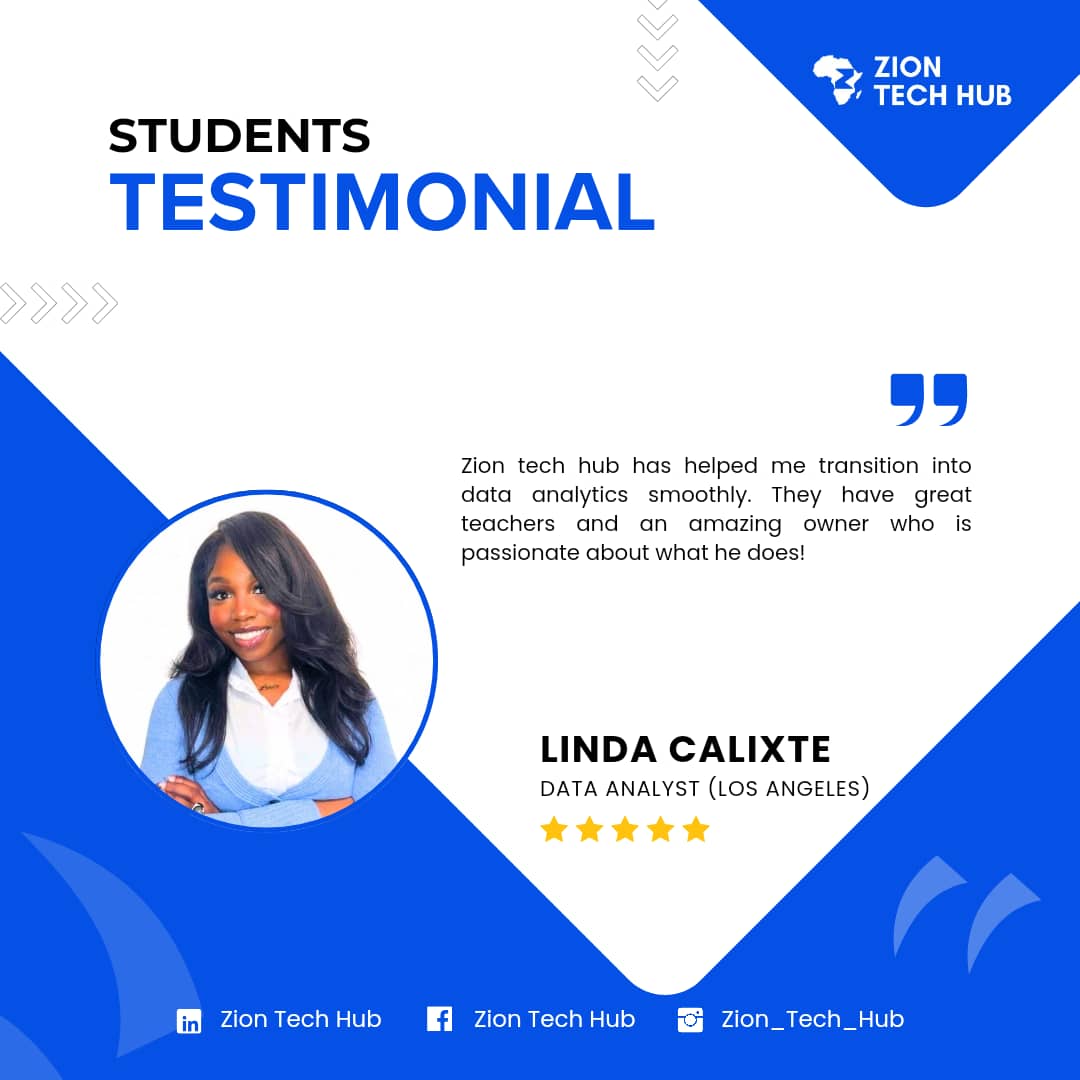 ZION
TECH HUB
STUDENTS
TESTIMONIAL
Zion tech hub has helped me transition into
data analytics smoothly. They have great
teachers and an amazing owner who is
passionate about what he does!
LINDA CALIXTE
DATA ANALYST (LOS ANGELES)
Zion Tech Hub
Zion Tech Hub
Zion_Tech_Hub